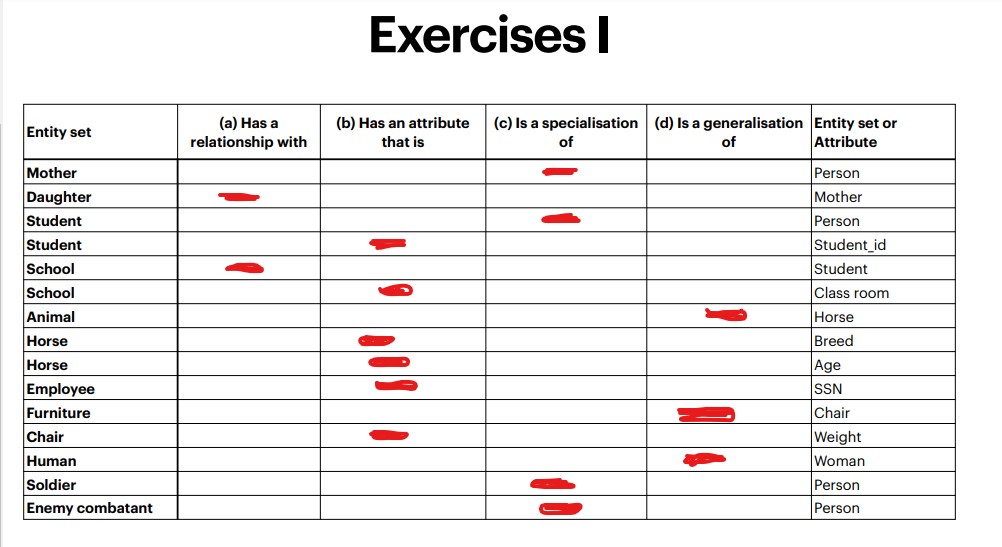 Exercises I
Entity set (a) Has a relationship with (b) Has an attribute that is (c) Is a specialisation of (d) Is a generalisation of Entity set or Attribute
Mother Person
Daughter Mother
Student Person
Student Student_id
School Student
School Class room
Animal Horse
Horse Breed
Horse Age
Employee SSN
Furniture Chair
Chair Weight
Human Woman
Soldier Person
Enemy combatant Person